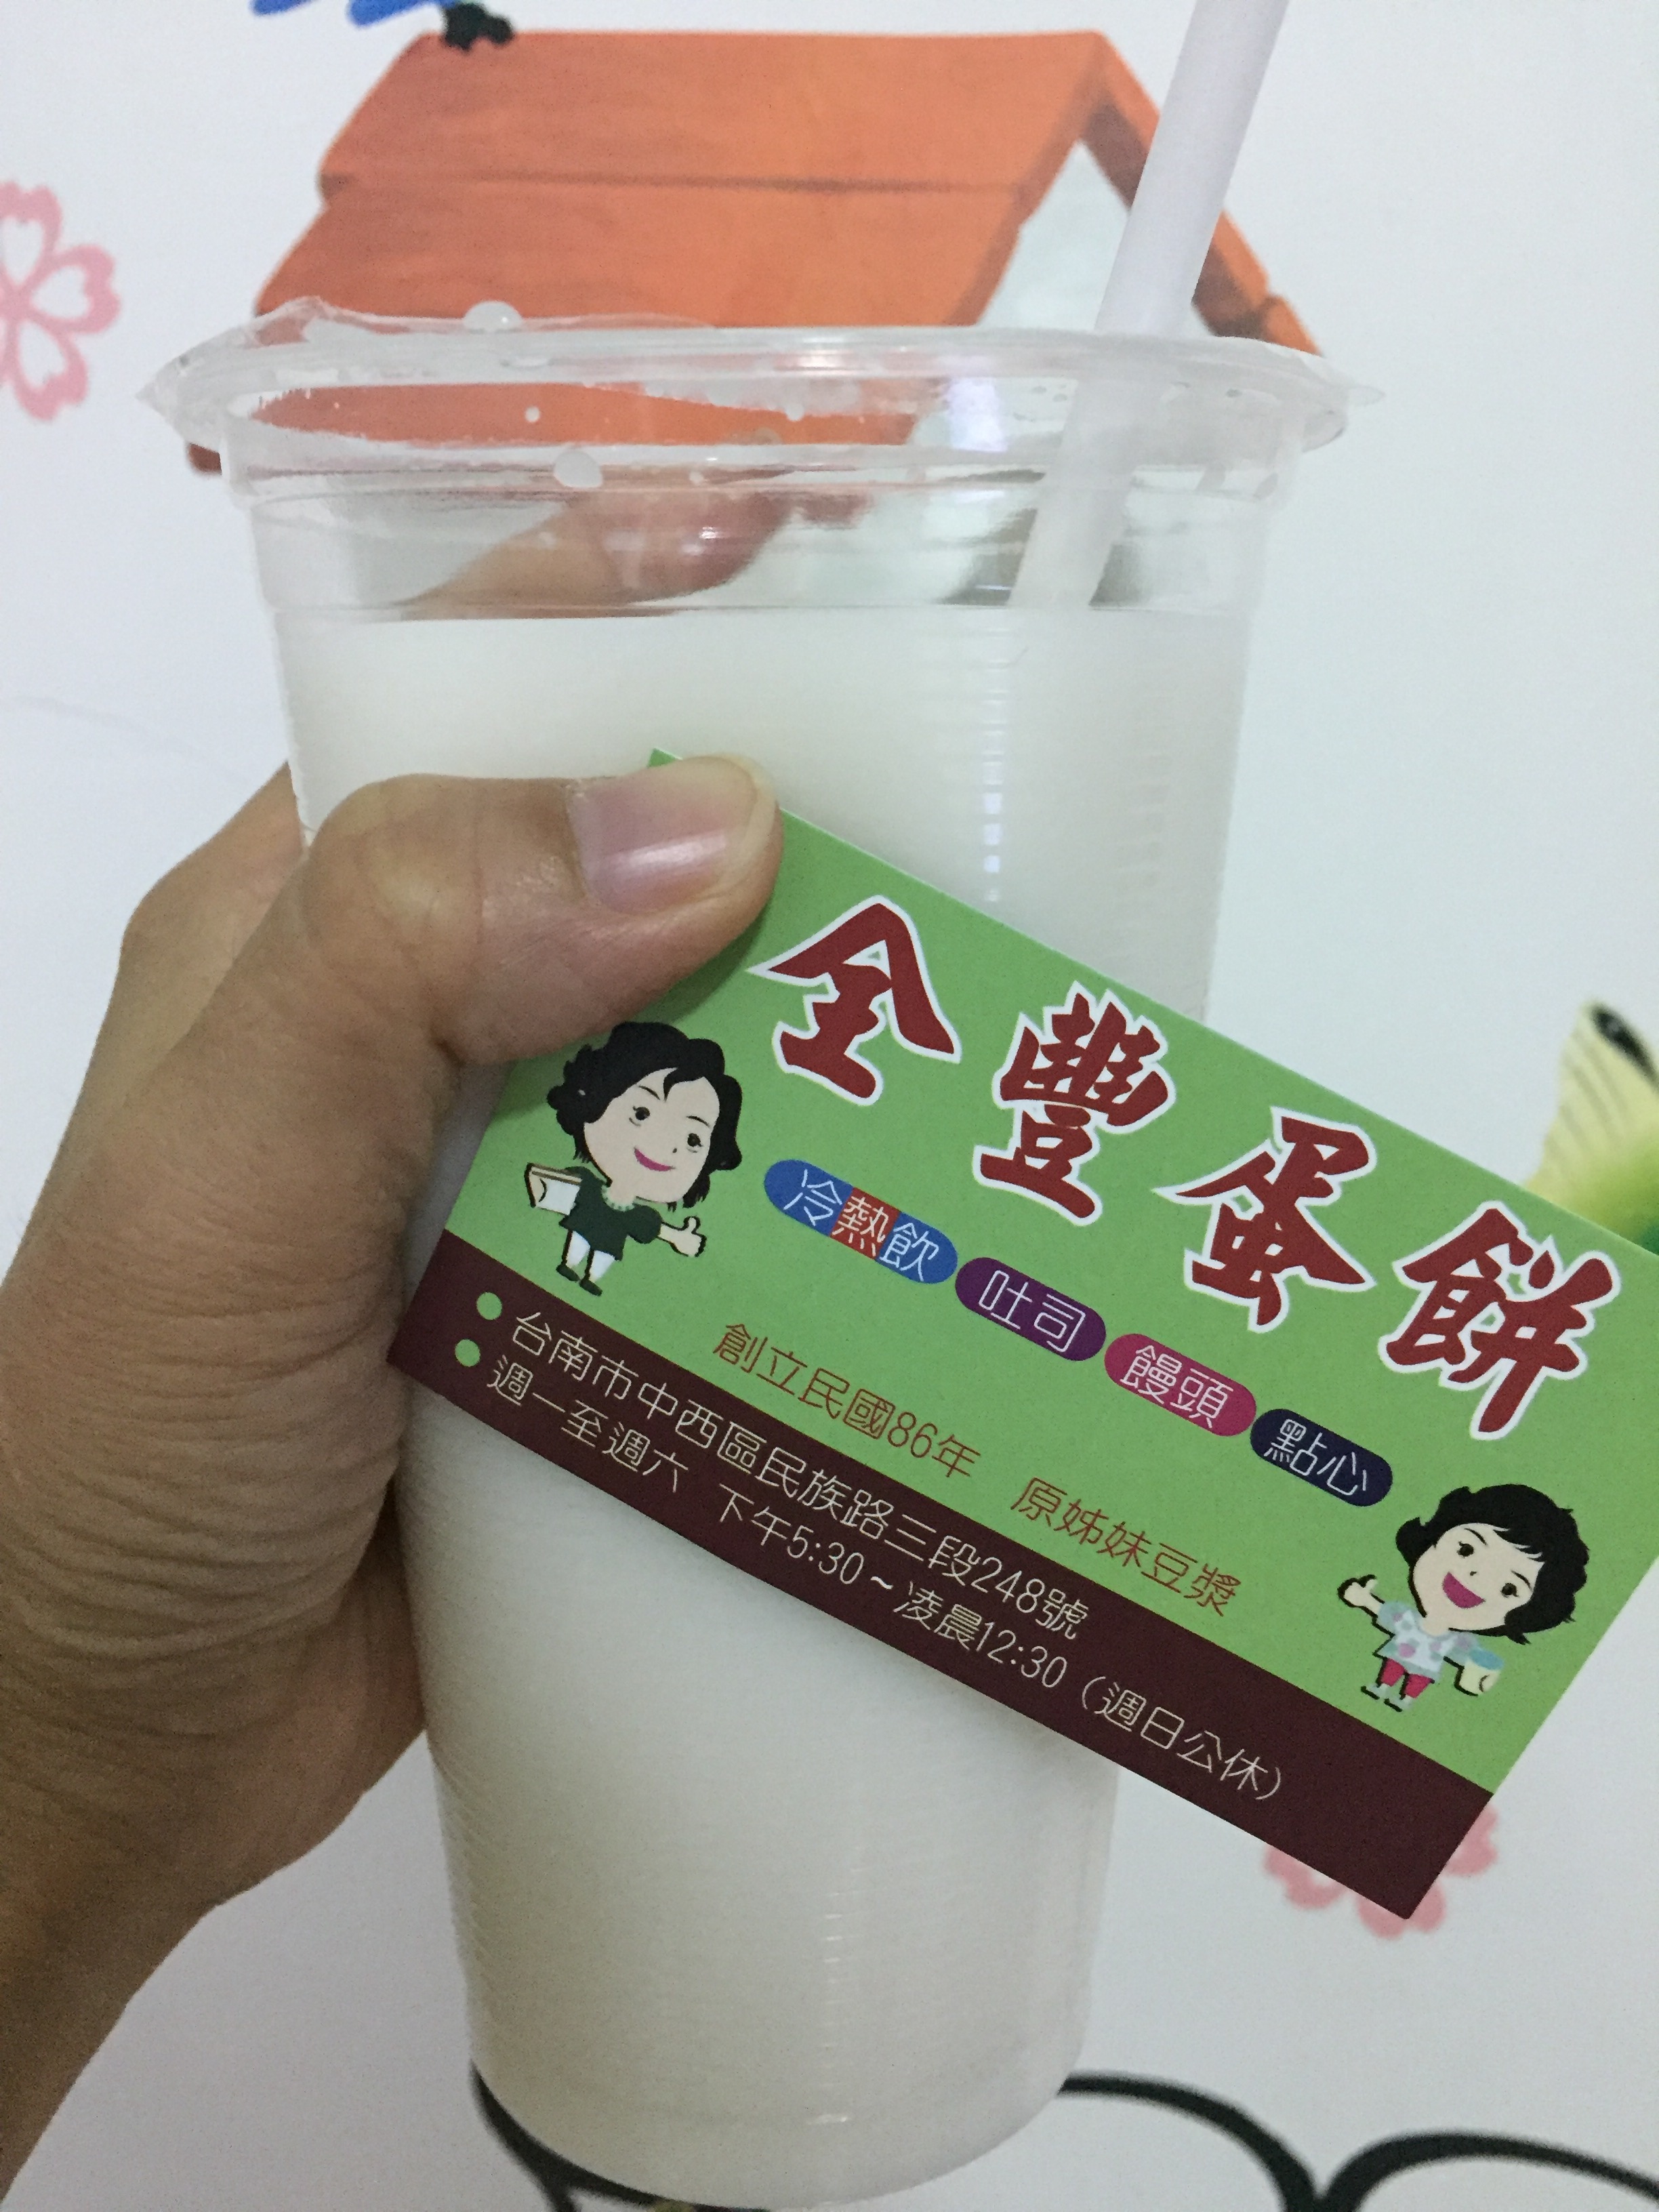 全豐蛋餅
冷熱飲 吐司 饅頭 點心
創立民國86年 原姊妹豆漿
台南市中西區民族路三段248號
週一至週六 下午5:30~凌晨12:30(週日公休)